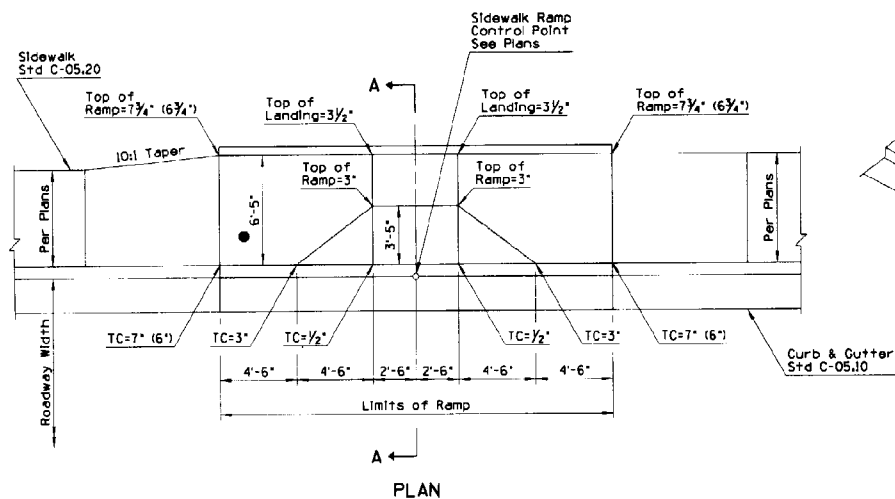 Sidewalk Ramp
Control Point
See Plans
Sidewalk
Std C-05.20
A
Top of
Ramp=7¾" (6¾")
Top of
Landing=3½"
Top of
Landing=3½"
Top of
Ramp=7¾" (6¾")
10:1 Taper
Top of
Ramp=3"
Top of
Ramp=3"
Per Plans
6'-5"
3'-5"
Per Plans
TC=7" (6")
TC=3"
TC=½"
TC=½"
TC=3"
TC=7" (6")
Roadway Width
Curb & Gutter
Std C-05.10
4'-6"
4'-6"
2'-6"
2'-6"
4'-6"
4'-6"
Limits of Ramp
A
PLAN